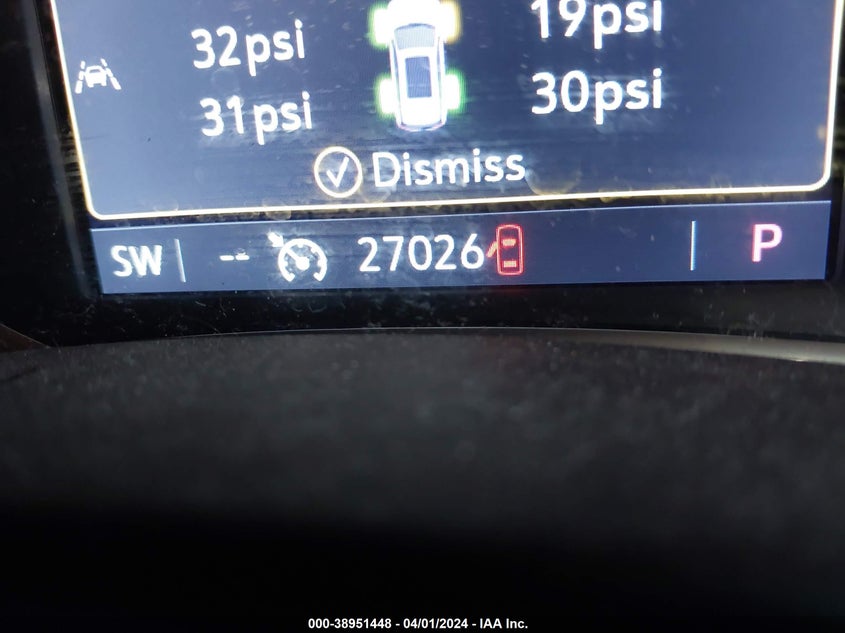 32psi 19psi
31psi 30psi
Dismiss
SW -- 27026 P
000-38951448 - 04/01/2024 - IAA Inc.